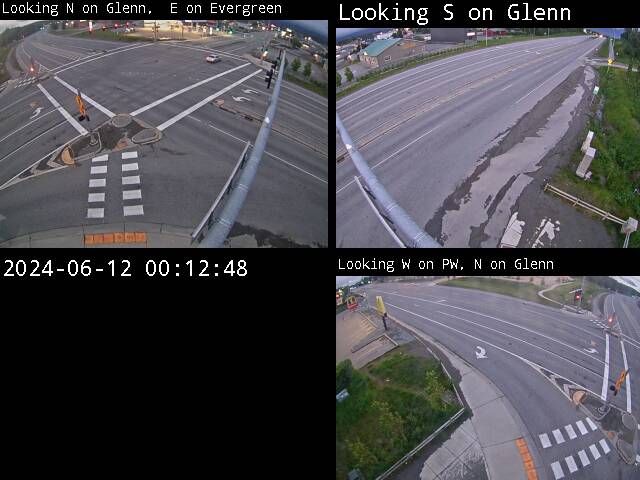 Looking N on Glenn, E on Evergreen
Looking S on Glenn
2024-06-12 00:12:48
Looking W on PW, N on Glenn